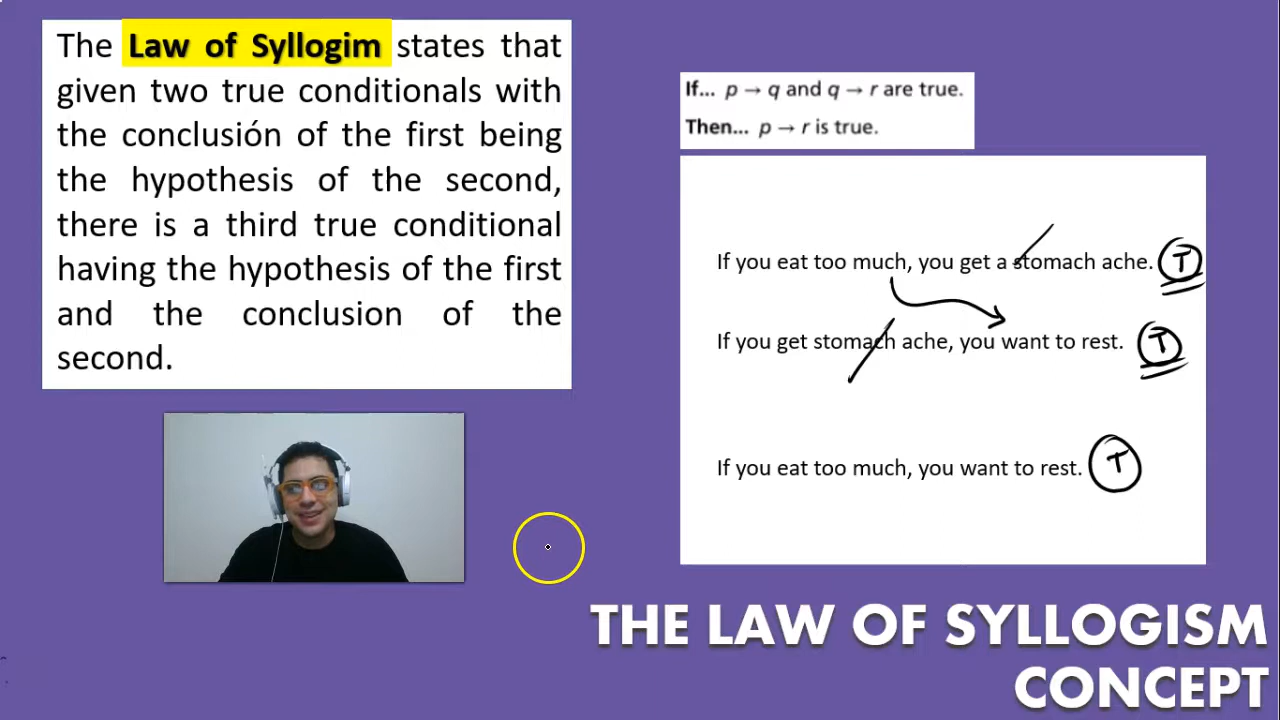 The Law of Syllogim states that
given two true conditionals with
the conclusión of the first being
the hypothesis of the second,
there is a third true conditional
having the hypothesis of the first
and the conclusion of the
second.
If... p → q and q → r are true.
Then... p → r is true.
If you eat too much, you get a stomach ache. T
If you get stomach ache, you want to rest. T
If you eat too much, you want to rest. T
THE LAW OF SYLLOGISM
CONCEPT